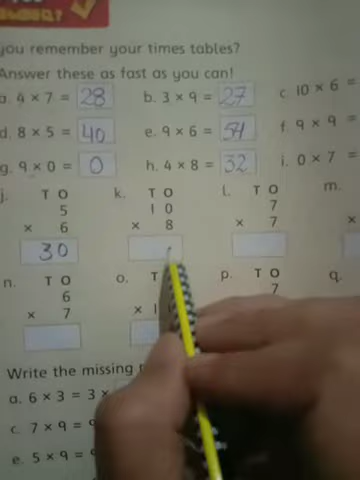 you remember your times tables?
Answer these as fast as you can!
a. 4 × 7 = 28 b. 3 × 9 = 27 c. 10 × 6 =
d. 8 × 5 = 40 e. 9 × 6 = 54 f. 9 × 9 =
g. 9 × 0 = 0 h. 4 × 8 = 32 i. 0 × 7 =
j. T O k. T O l. T O m.
5 1 0 7
× 6 × 8 × 7 ×
30
n. T O o. T p. T O q.
6 7
× 7 × 1
Write the missing
a. 6 × 3 = 3 ×
c. 7 × 9 = 9
e. 5 × 9 = 9